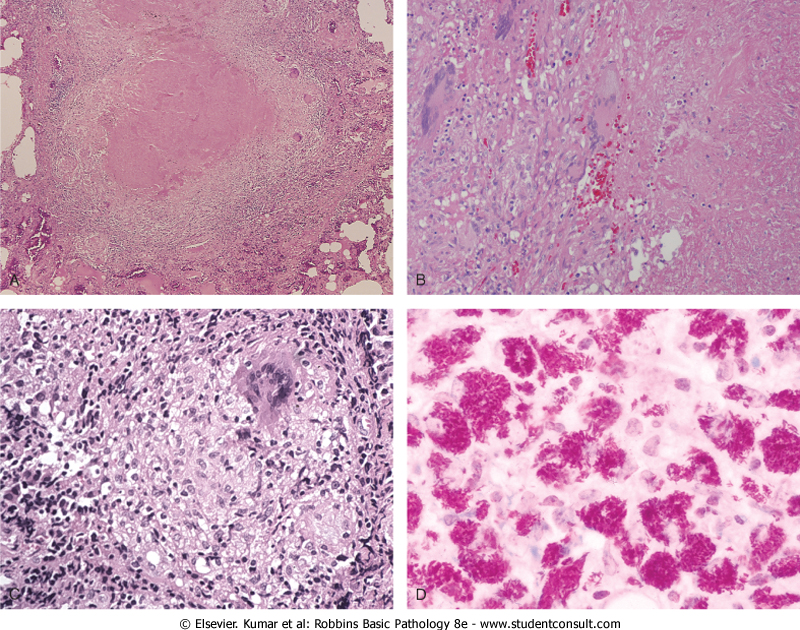 A
B
C
D
© Elsevier. Kumar et al: Robbins Basic Pathology 8e - www.studentconsult.com